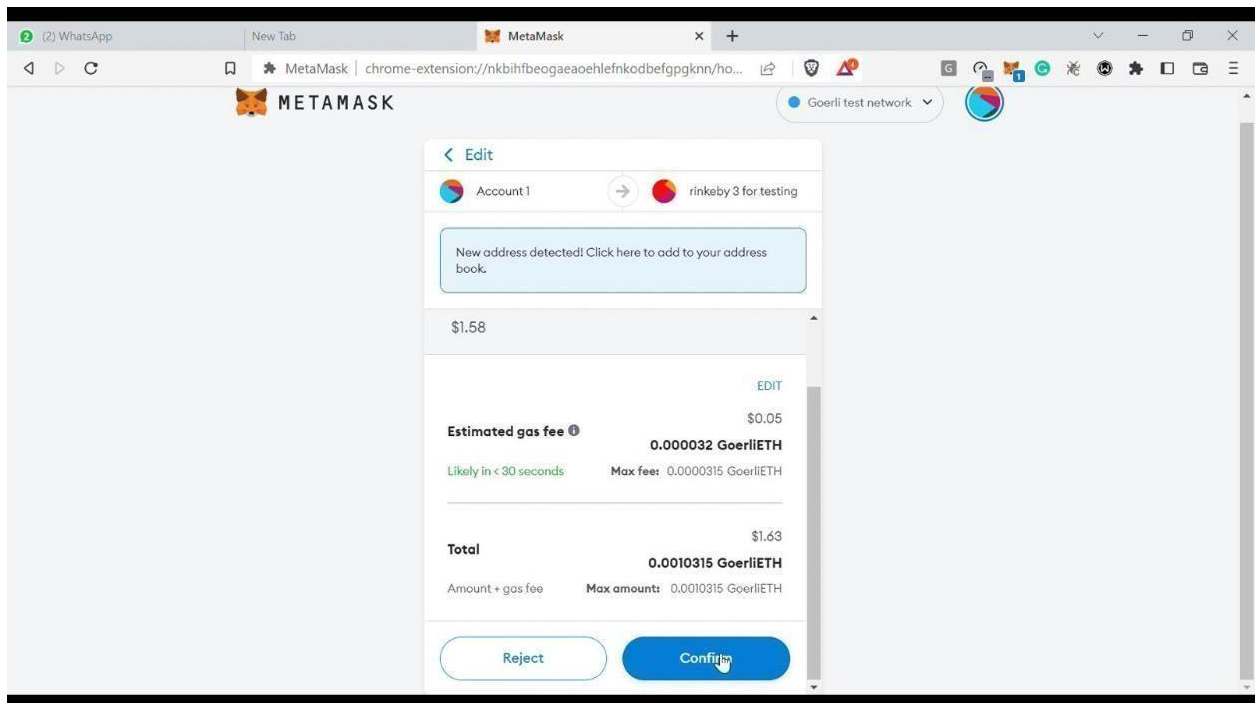 2 (2) WhatsApp
New Tab
MetaMask
MetaMask | chrome-extension://nkbihfbeogaeaoehlefnkodbefgpgknn/ho...
G
1
G
METAMASK
Goerli test network
Edit
Account 1
rinkeby 3 for testing
New address detected! Click here to add to your address
book.
$1.58
EDIT
$0.05
Estimated gas fee
0.000032 GoerliETH
Likely in < 30 seconds
Max fee: 0.0000315 GoerliETH
$1.63
Total
0.0010315 GoerliETH
Amount + gas fee
Max amount: 0.0010315 GoerliETH
Reject
Confirm